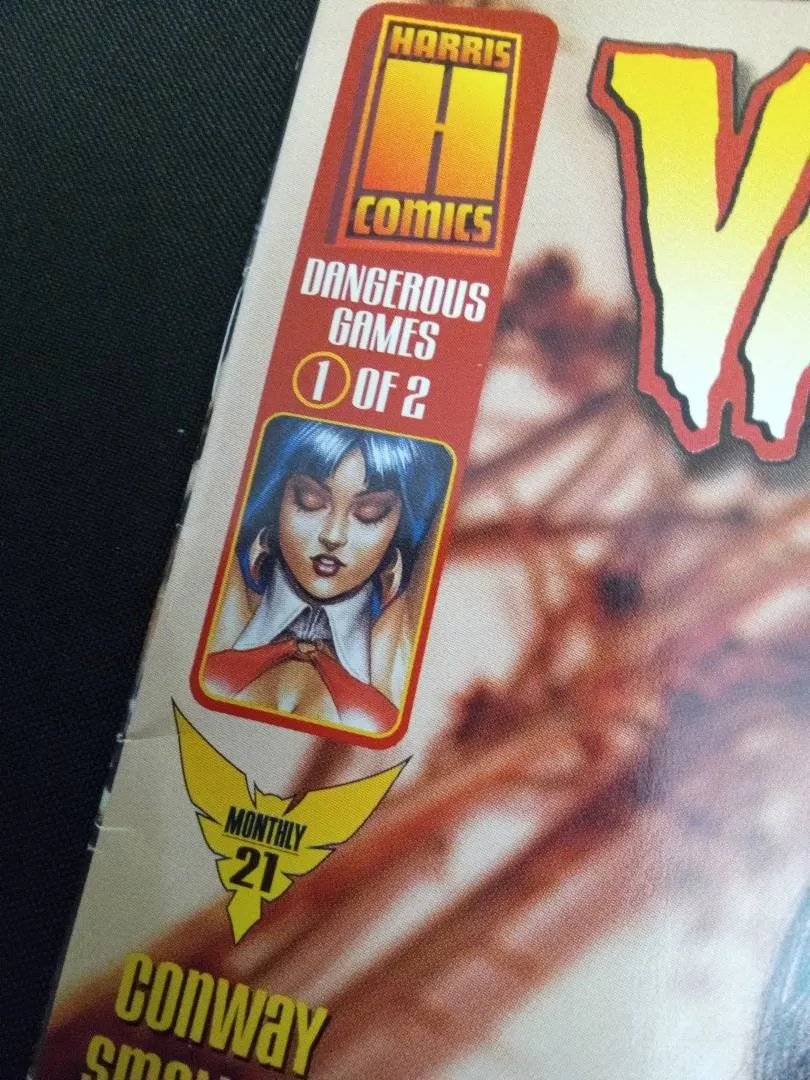 HARRIS
H
COMICS
DANGEROUS
GAMES
1 OF 2
MONTHLY
21
CONWAY